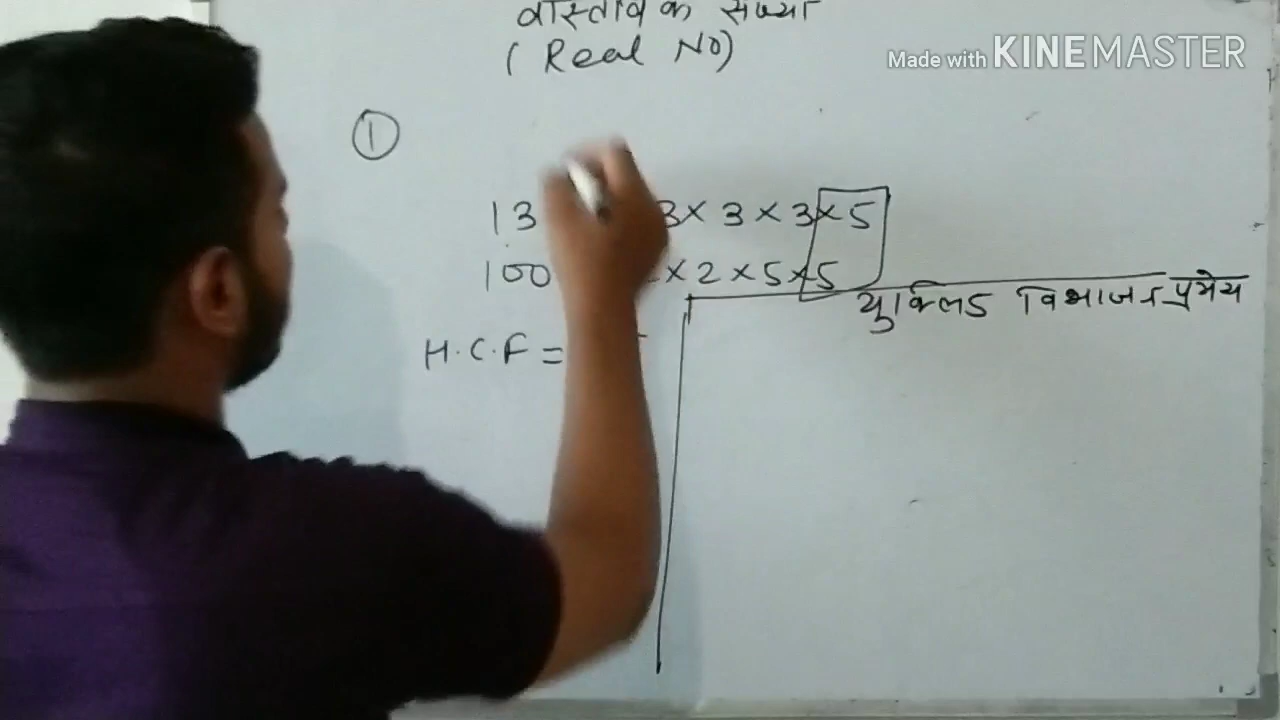 वास्तविक संख्या
(Real No)
Made with KINEMASTER
①
13 3 × 3 × 3 × 5
100 × 2 × 5 × 5
युक्लिड विभाजन प्रमेय
H.C.F =